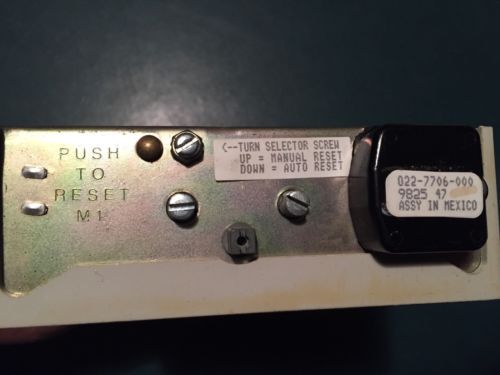 PUSH
TO
RESET
M1
<--TURN SELECTOR SCREW
UP = MANUAL RESET
DOWN = AUTO RESET
022-7706-000
9825 47
ASSY IN MEXICO